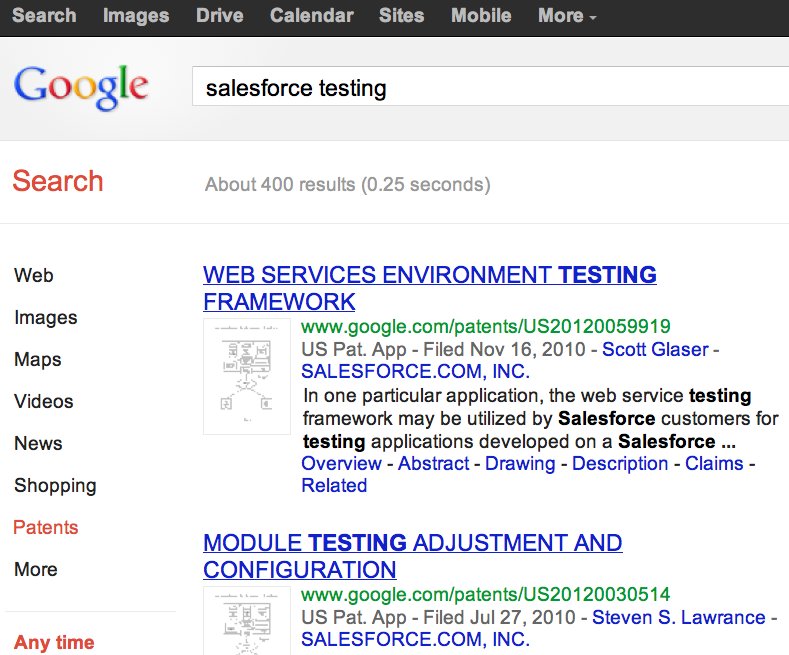 Search Images Drive Calendar Sites Mobile More
Google
salesforce testing
Search
About 400 results (0.25 seconds)
Web
Images
Maps
Videos
News
Shopping
Patents
More
Any time
WEB SERVICES ENVIRONMENT TESTING
FRAMEWORK
www.google.com/patents/US20120059919
US Pat. App - Filed Nov 16, 2010 - Scott Glaser -
SALESFORCE.COM, INC.
In one particular application, the web service testing
framework may be utilized by Salesforce customers for
testing applications developed on a Salesforce ...
Overview - Abstract - Drawing - Description - Claims -
Related
MODULE TESTING ADJUSTMENT AND
CONFIGURATION
www.google.com/patents/US20120030514
US Pat. App - Filed Jul 27, 2010 - Steven S. Lawrance -
SALESFORCE.COM, INC.